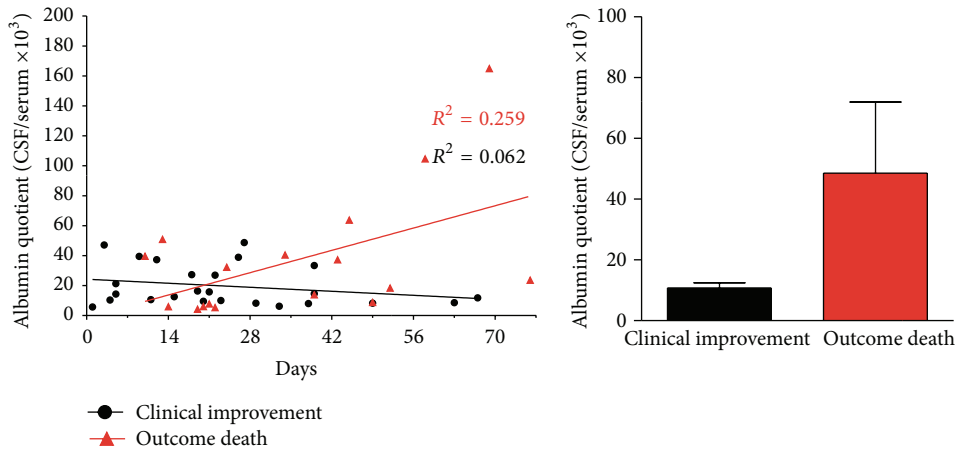 Albumin quotient (CSF/serum ×10³)
200
180
160
140
120
100
80
60
40
20
0
R² = 0.259
R² = 0.062
0 14 28 42 56 70
Days
Clinical improvement
Outcome death
Albumin quotient (CSF/serum ×10³)
100
80
60
40
20
0
Clinical improvement Outcome death